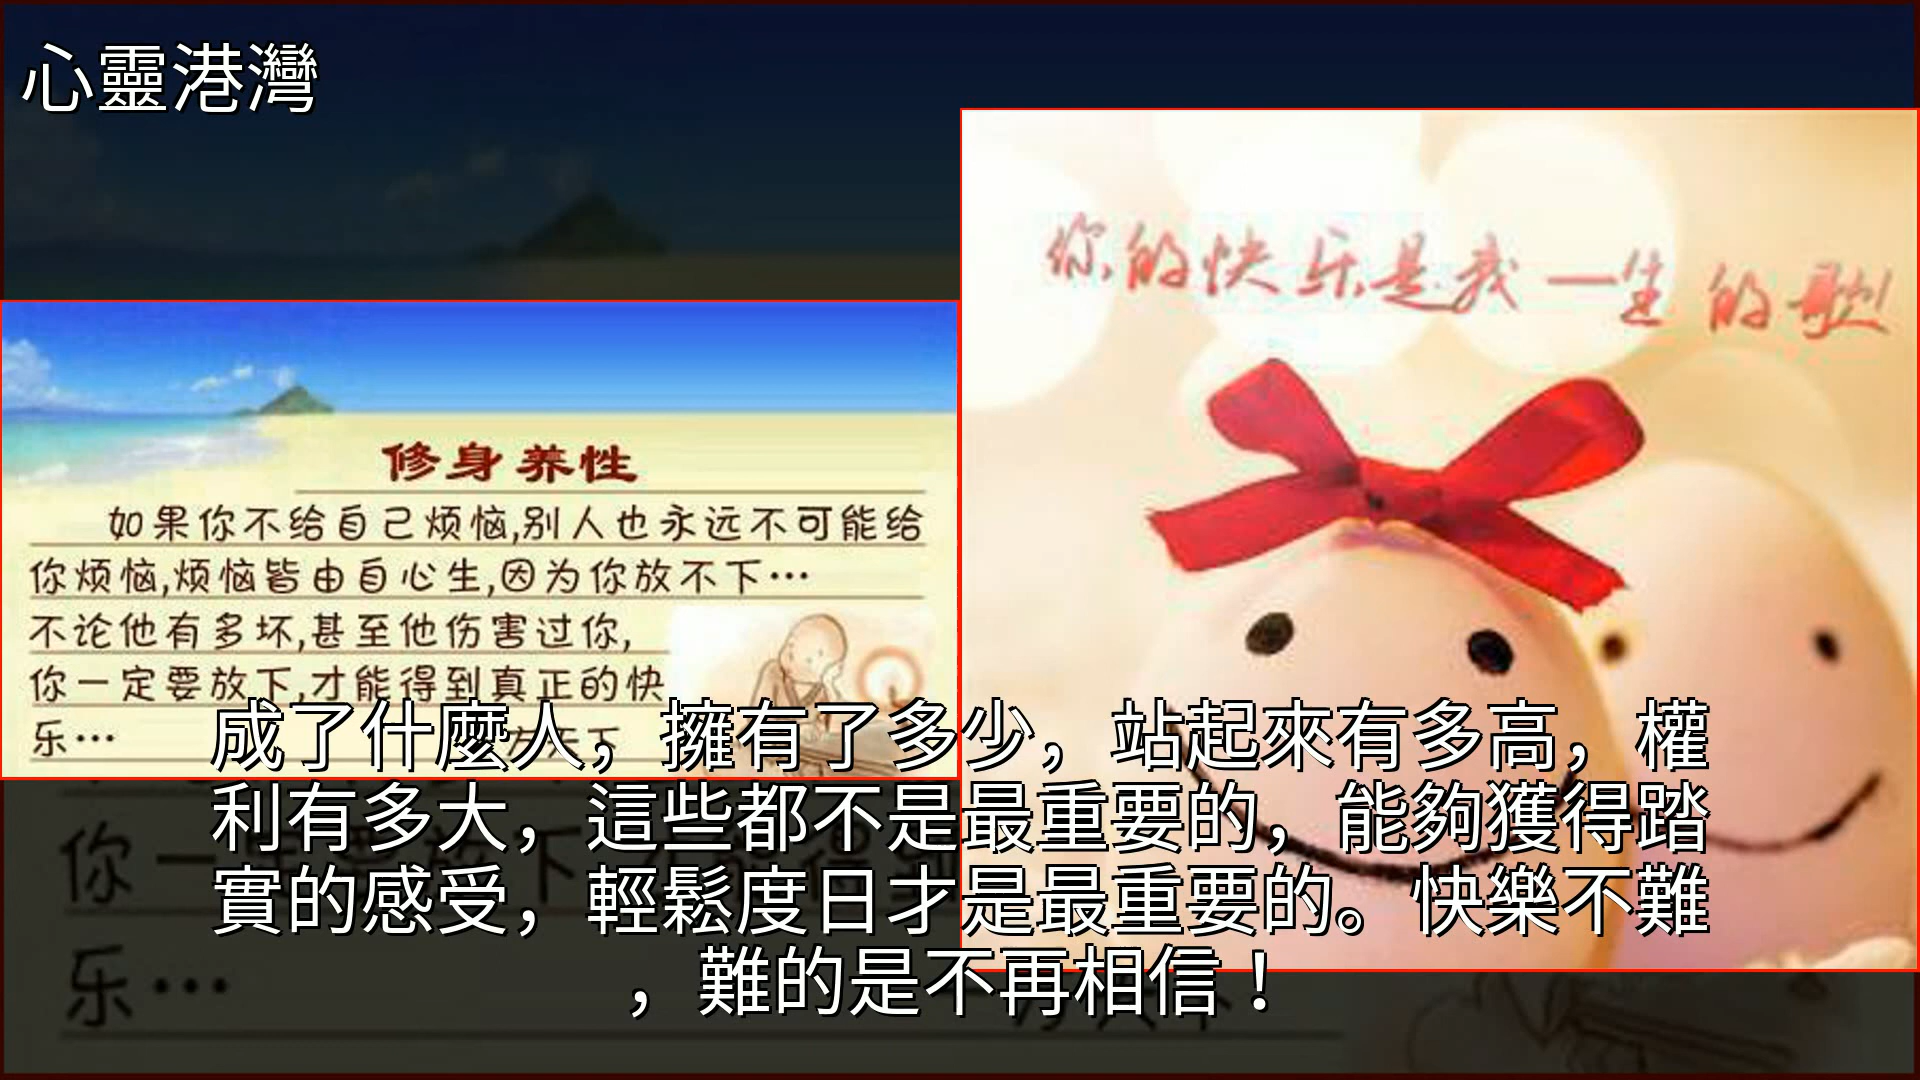 心靈港灣
你的快乐是我一生的歌
修身养性
如果你不给自己烦恼,别人也永远不可能给
你烦恼,烦恼皆由自心生,因为你放不下…
不论他有多坏,甚至他伤害过你,
你一定要放下,才能得到真正的快
乐…
成了什麼人，擁有了多少，站起來有多高，權
利有多大，這些都不是最重要的，能夠獲得踏
實的感受，輕鬆度日才是最重要的。快樂不難
，難的是不再相信！
你一定要放下
乐…